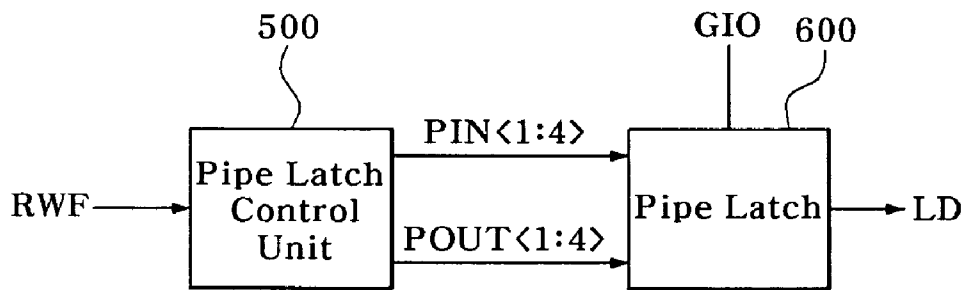 500
GIO
600
RWF
Pipe Latch
Control
Unit
PIN<1:4>
POUT<1:4>
Pipe Latch
LD